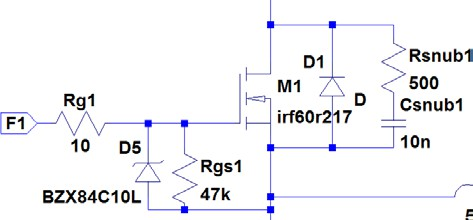 D1
Rsnub1
500
M1
D
Csnub1
10n
irf60r217
F1
Rg1
10
D5
BZX84C10L
Rgs1
47k